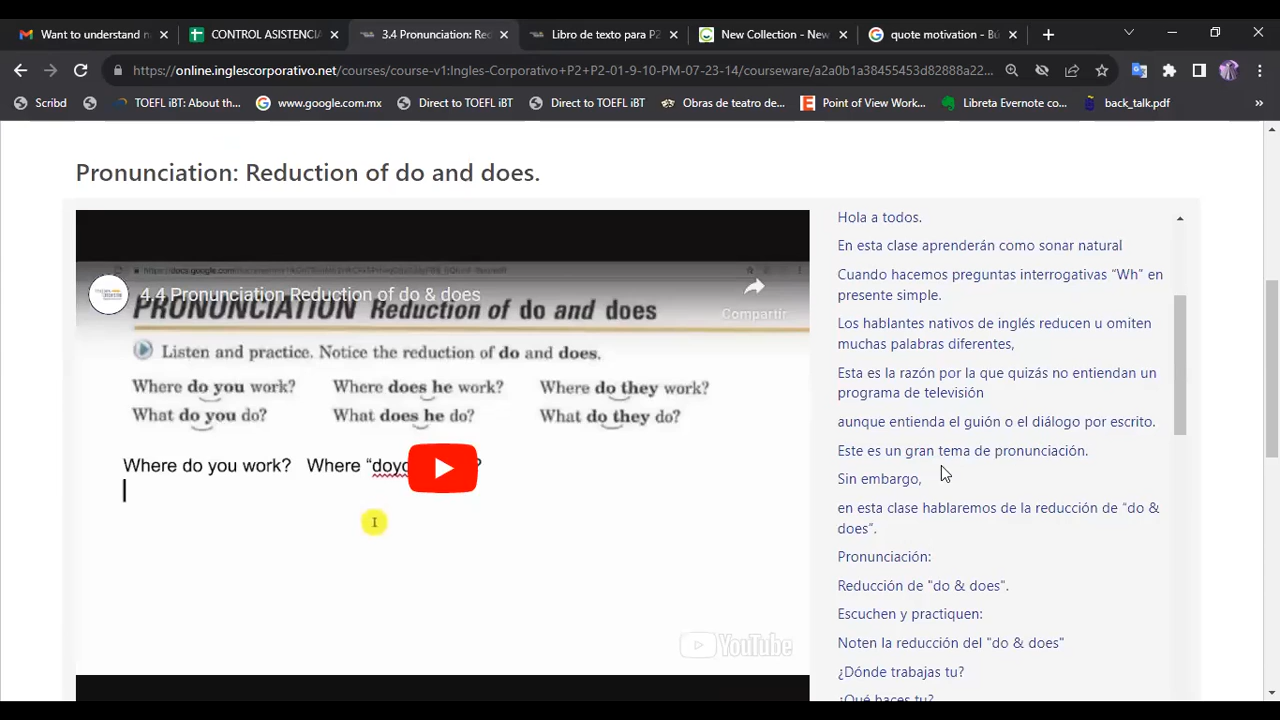 Want to understand n
CONTROL ASISTENCIA
3.4 Pronunciation: Red
Libro de texto para P2
New Collection - New
quote motivation - Bú
https://online.inglescorporativo.net/courses/course-v1:Ingles-Corporativo+P2+P2-01-9-10-PM-07-23-14/courseware/a2a0b1a38455453d82888a22...
Scribd
TOEFL iBT: About th...
www.google.com.mx
Direct to TOEFL iBT
Direct to TOEFL iBT
Obras de teatro de...
Point of View Work...
Libreta Evernote co...
back_talk.pdf
»
Pronunciation: Reduction of do and does.
4.4 Pronunciation Reduction of do & does
Compartir
PRONUNCIATION Reduction of do and does
Listen and practice. Notice the reduction of do and does.
Where do you work? Where does he work? Where do they work?
What do you do? What does he do? What do they do?
Where do you work? Where "doyo ?
YouTube
Hola a todos.
En esta clase aprenderán como sonar natural
Cuando hacemos preguntas interrogativas “Wh” en
presente simple.
Los hablantes nativos de inglés reducen u omiten
muchas palabras diferentes,
Esta es la razón por la que quizás no entiendan un
programa de televisión
aunque entienda el guión o el diálogo por escrito.
Este es un gran tema de pronunciación.
Sin embargo,
en esta clase hablaremos de la reducción de “do &
does”.
Pronunciación:
Reducción de "do & does".
Escuchen y practiquen:
Noten la reducción del "do & does"
¿Dónde trabajas tu?
¿Qué haces tu?